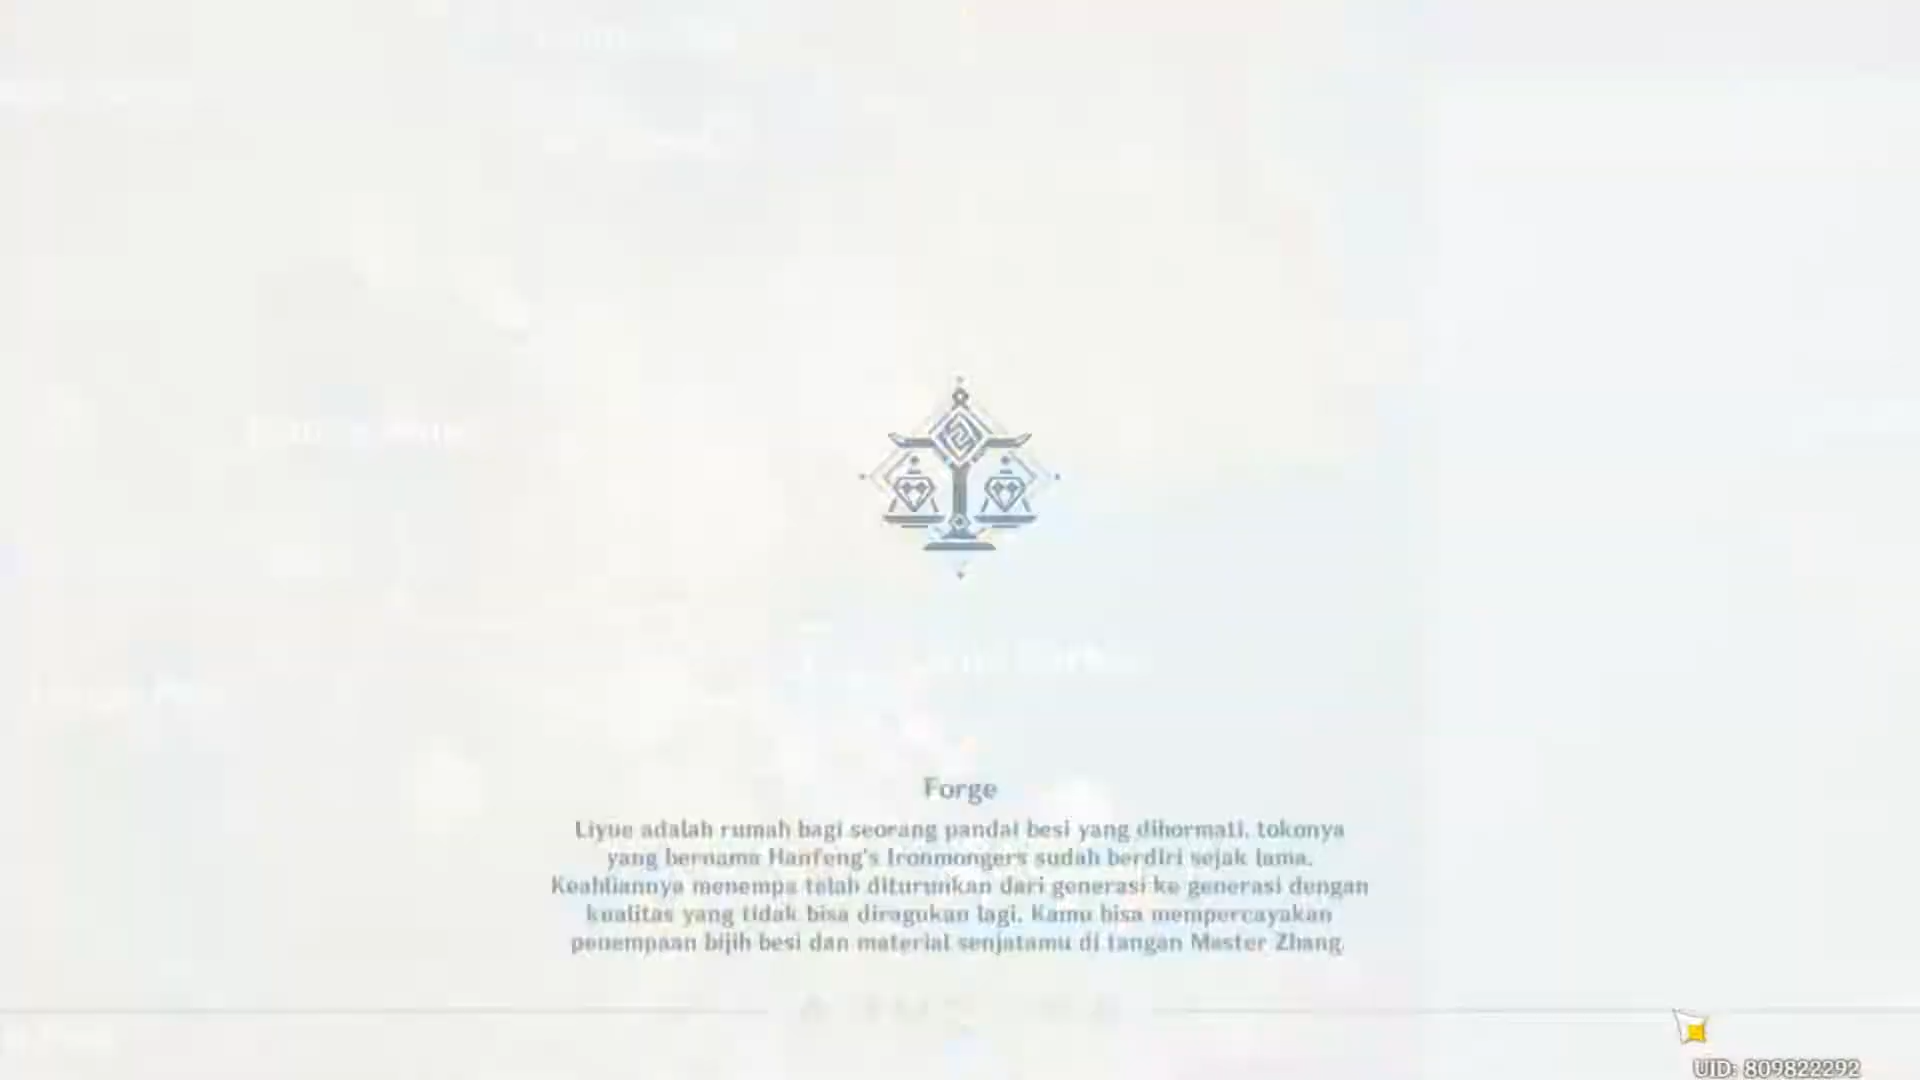 Forge
Liyue adalah rumah bagi seorang pandai besi yang dihormati, tokonya
yang bernama Hanfeng's Ironmongers sudah berdiri sejak lama.
Keahliannya menempa telah diturunkan dari generasi ke generasi dengan
kualitas yang tidak bisa diragukan lagi. Kamu bisa mempercayakan
penempaan bijih besi dan material senjatamu di tangan Master Zhang.
UID: 809822292